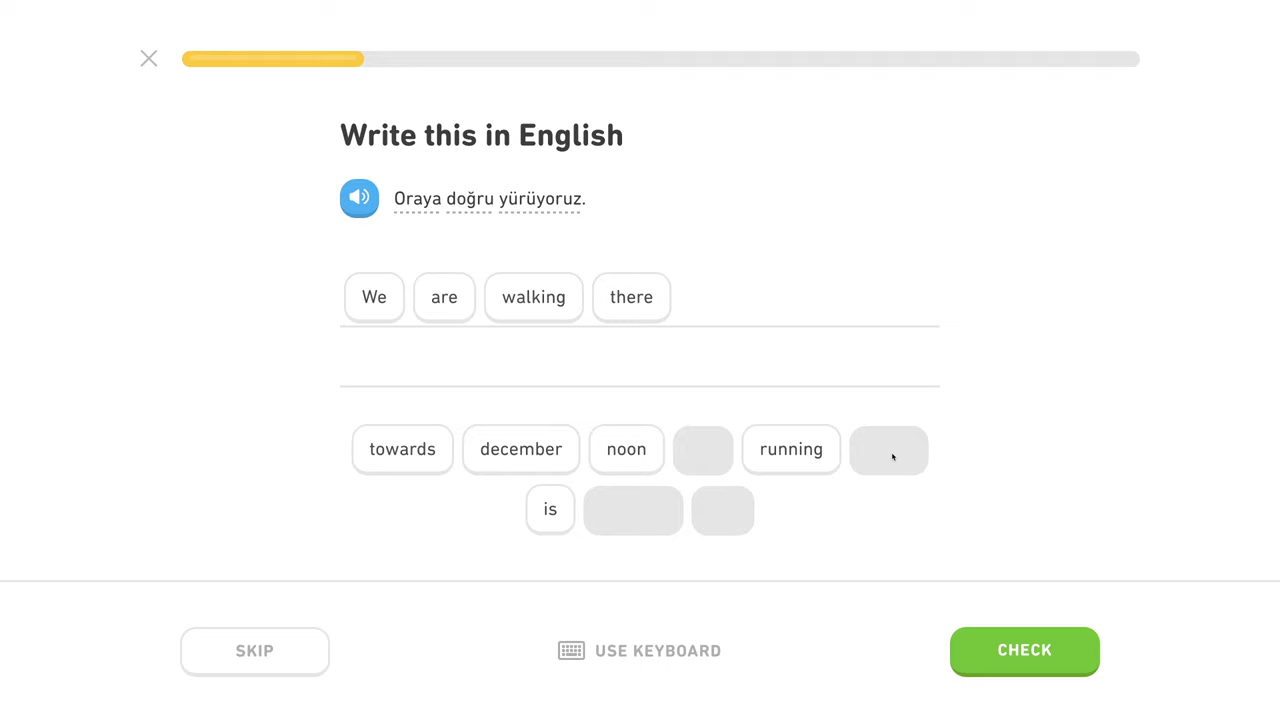 Write this in English
Oraya doğru yürüyoruz.
We are walking there
towards december noon running
is
SKIP USE KEYBOARD CHECK